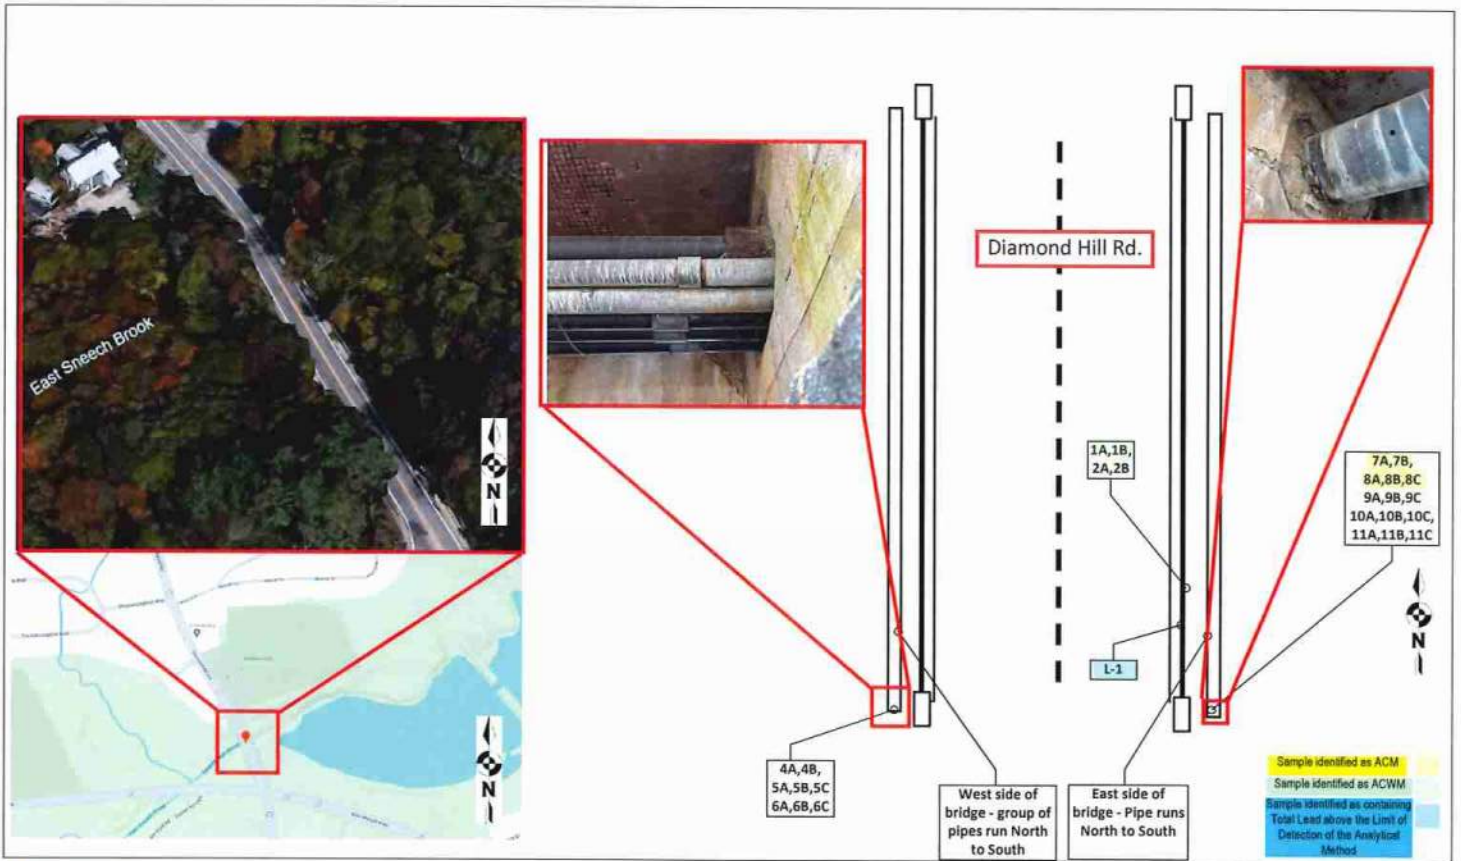 East Sneech Brook
N
N
Diamond Hill Rd.
1A,1B,
2A,2B
L-1
7A,7B,
8A,8B,8C
9A,9B,9C
10A,10B,10C,
11A,11B,11C
N
4A,4B,
5A,5B,5C
6A,6B,6C
West side of
bridge - group of
pipes run North
to South
East side of
bridge - Pipe runs
North to South
Sample identified as ACM
Sample identified as ACWM
Sample identified as containing
Total Lead above the Limit of
Detection of the Analytical
Method